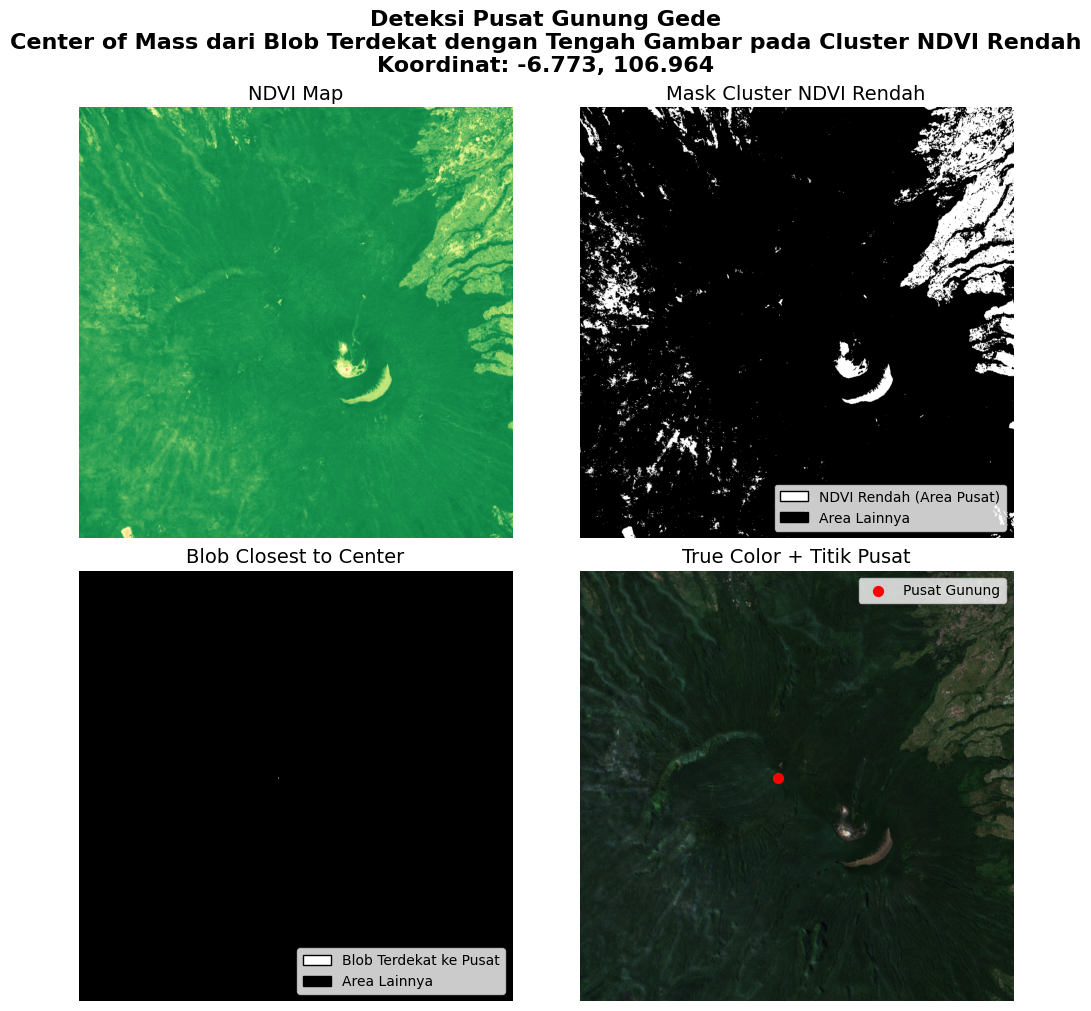 Deteksi Pusat Gunung Gede
Center of Mass dari Blob Terdekat dengan Tengah Gambar pada Cluster NDVI Rendah
Koordinat: -6.773, 106.964
NDVI Map
Mask Cluster NDVI Rendah
NDVI Rendah (Area Pusat)
Area Lainnya
Blob Closest to Center
True Color + Titik Pusat
Blob Terdekat ke Pusat
Area Lainnya
Pusat Gunung